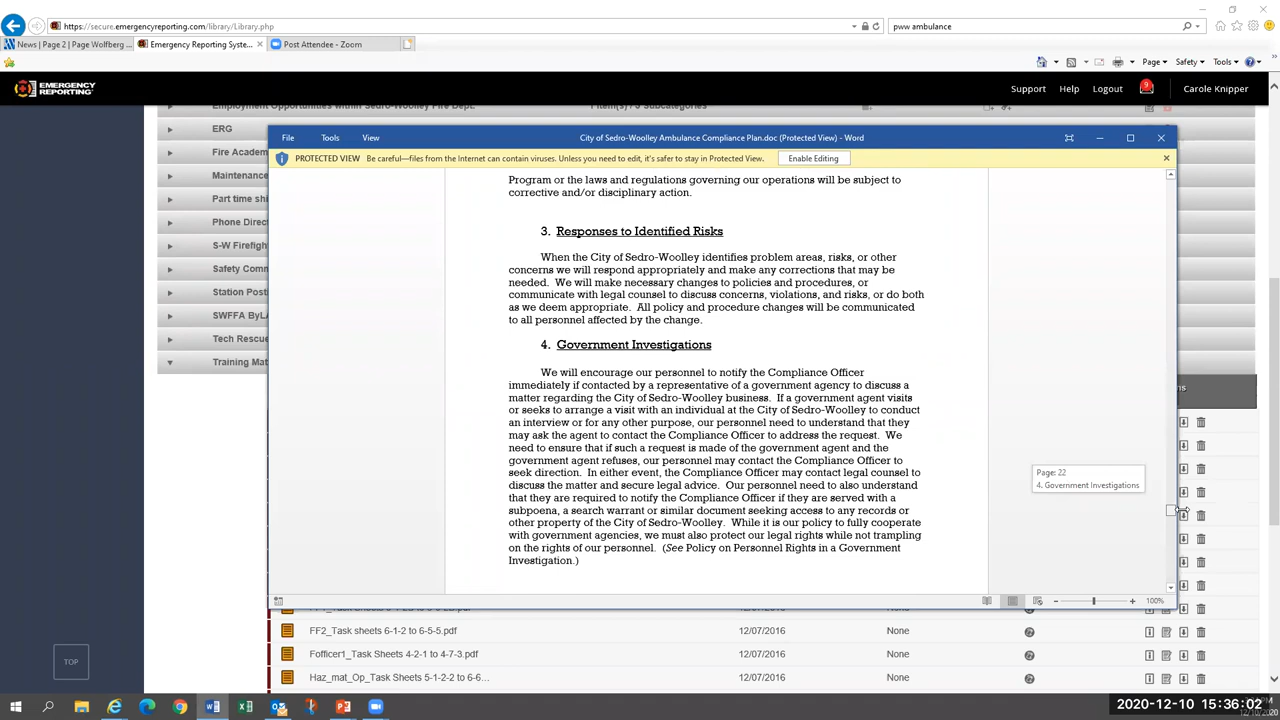 https://secure.emergencyreporting.com/library/Library.php
pww ambulance
News | Page 2 | Page Wolfberg ...
Emergency Reporting Syste...
Post Attendee - Zoom
Page
Safety
Tools
EMERGENCY
REPORTING
Support
Help
Logout
9
Carole Knipper
Employment Opportunities within Sedro-Woolley Fire Dept.
1 Item(s) / 3 Subcategories
ERG
Fire Academ
Maintenance
Part time shi
Phone Direc
S-W Firefigh
Safety Comm
Station Posti
SWFFA ByLA
Tech Rescue
Training Mat
File
Tools
View
City of Sedro-Woolley Ambulance Compliance Plan.doc (Protected View) - Word
PROTECTED VIEW Be careful—files from the Internet can contain viruses. Unless you need to edit, it's safer to stay in Protected View.
Enable Editing
Program or the laws and regulations governing our operations will be subject to
corrective and/or disciplinary action.
3. Responses to Identified Risks
When the City of Sedro-Woolley identifies problem areas, risks, or other
concerns we will respond appropriately and make any corrections that may be
needed. We will make necessary changes to policies and procedures, or
communicate with legal counsel to discuss concerns, violations, and risks, or do both
as we deem appropriate. All policy and procedure changes will be communicated
to all personnel affected by the change.
4. Government Investigations
We will encourage our personnel to notify the Compliance Officer
immediately if contacted by a representative of a government agency to discuss a
matter regarding the City of Sedro-Woolley business. If a government agent visits
or seeks to arrange a visit with an individual at the City of Sedro-Woolley to conduct
an interview or for any other purpose, our personnel need to understand that they
may ask the agent to contact the Compliance Officer to address the request. We
need to ensure that if such a request is made of the government agent and the
government agent refuses, our personnel may contact the Compliance Officer to
seek direction. In either event, the Compliance Officer may contact legal counsel to
discuss the matter and secure legal advice. Our personnel need to also understand
that they are required to notify the Compliance Officer if they are served with a
subpoena, a search warrant or similar document seeking access to any records or
other property of the City of Sedro-Woolley. While it is our policy to fully cooperate
with government agencies, we must also protect our legal rights while not trampling
on the rights of our personnel. (See Policy on Personnel Rights in a Government
Investigation.)
Page: 22
4. Government Investigations
100%
ns
FF2_Task sheets 6-1-2 to 6-5-5.pdf
12/07/2016
None
Fofficer1_Task Sheets 4-2-1 to 4-7-3.pdf
12/07/2016
None
Haz_mat_Op_Task Sheets 5-1-2-2 to 6-6...
12/07/2016
None
TOP
2020-12-10 15:36:02